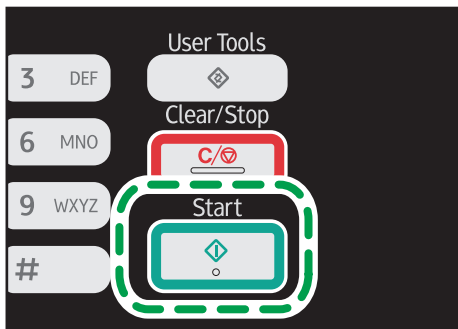 User Tools
3 DEF
Clear/Stop
6 MNO
C/
9 WXYZ
Start
#